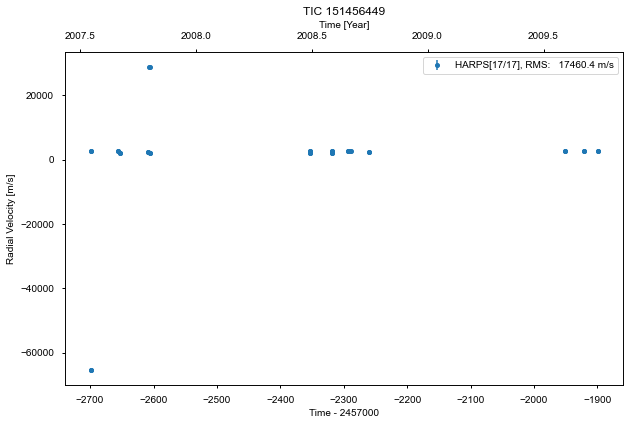 TIC 151456449
Time [Year]
2007.5 2008.0 2008.5 2009.0 2009.5
HARPS[17/17], RMS: 17460.4 m/s
20000
0
−20000
−40000
−60000
Radial Velocity [m/s]
−2700 −2600 −2500 −2400 −2300 −2200 −2100 −2000 −1900
Time - 2457000